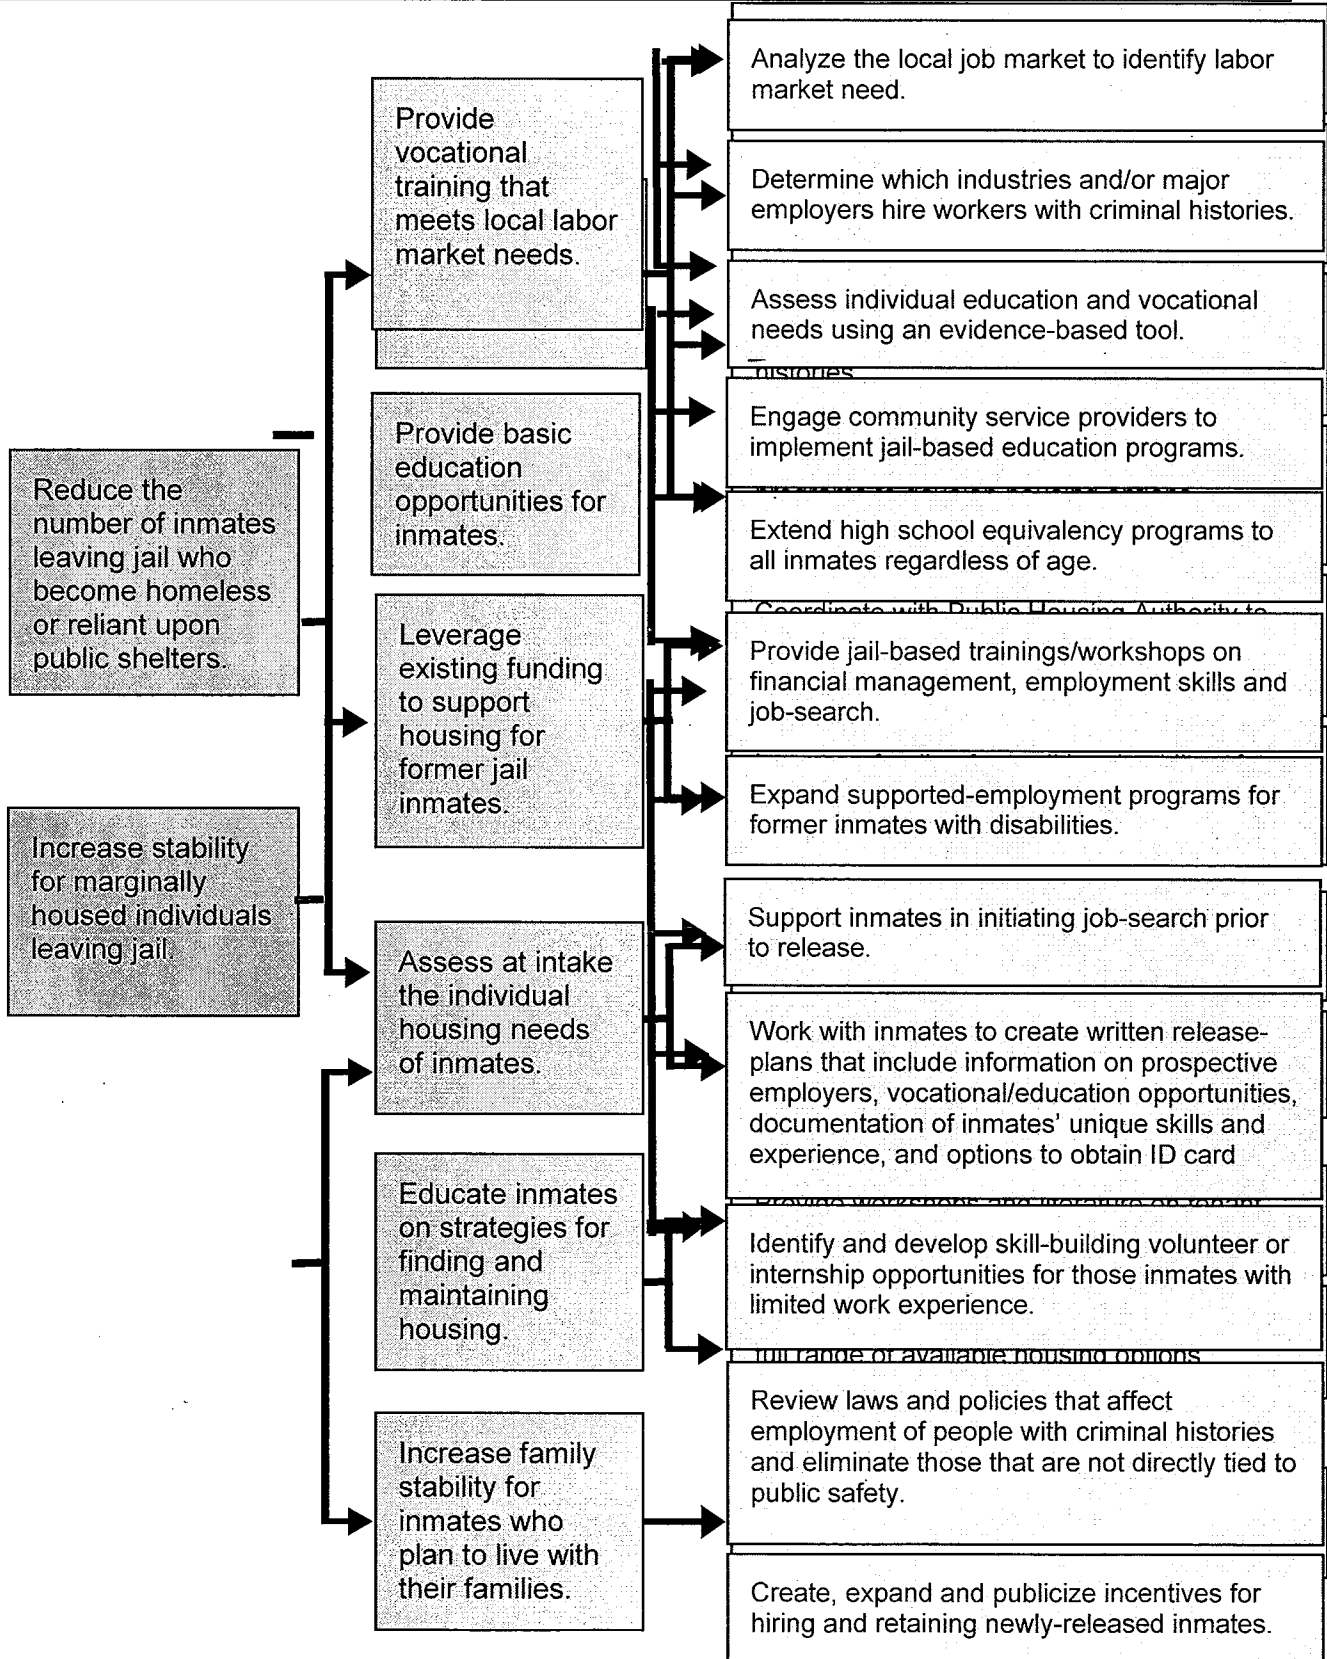 Reduce the
number of inmates
leaving jail who
become homeless
or reliant upon
public shelters.
Increase stability
for marginally
housed individuals
leaving jail.
Provide
vocational
training that
meets local labor
market needs.
Provide basic
education
opportunities for
inmates.
Leverage
existing funding
to support
housing for
former jail
inmates.
Assess at intake
the individual
housing needs
of inmates.
Educate inmates
on strategies for
finding and
maintaining
housing.
Increase family
stability for
inmates who
plan to live with
their families.
Analyze the local job market to identify labor
market need.
Determine which industries and/or major
employers hire workers with criminal histories.
Assess individual education and vocational
needs using an evidence-based tool.
histories
Engage community service providers to
implement jail-based education programs.
Extend high school equivalency programs to
all inmates regardless of age.
Coordinate with Public Housing Authority to
Provide jail-based trainings/workshops on
financial management, employment skills and
job-search.
Expand supported-employment programs for
former inmates with disabilities.
Support inmates in initiating job-search prior
to release.
Work with inmates to create written release-
plans that include information on prospective
employers, vocational/education opportunities,
documentation of inmates' unique skills and
experience, and options to obtain ID card
Provide workshops and literature on tenant
Identify and develop skill-building volunteer or
internship opportunities for those inmates with
limited work experience.
full range of available housing options
Review laws and policies that affect
employment of people with criminal histories
and eliminate those that are not directly tied to
public safety.
Create, expand and publicize incentives for
hiring and retaining newly-released inmates.